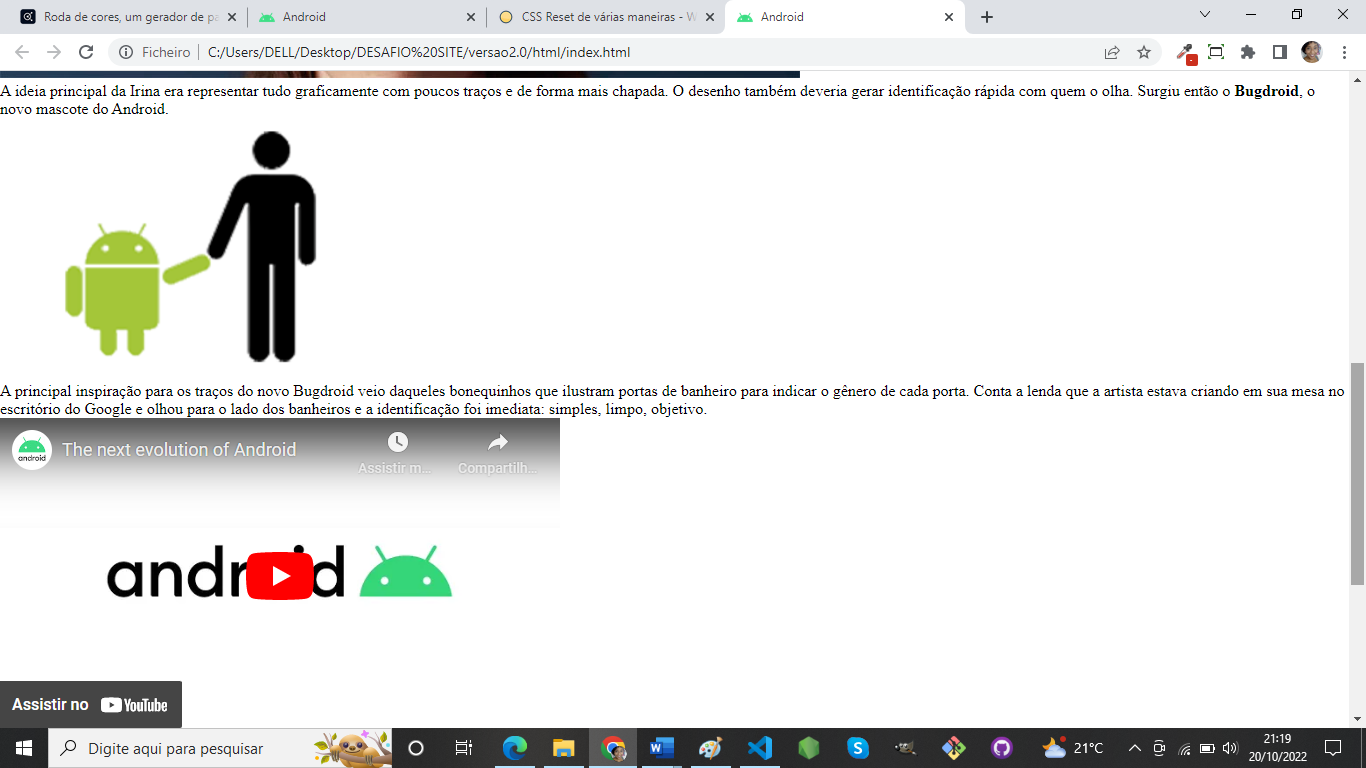 Roda de cores, um gerador de pa
Android
CSS Reset de várias maneiras - W
Android
Ficheiro
C:/Users/DELL/Desktop/DESAFIO%20SITE/versao2.0/html/index.html
A ideia principal da Irina era representar tudo graficamente com poucos traços e de forma mais chapada. O desenho também deveria gerar identificação rápida com quem o olha. Surgiu então o Bugdroid, o
novo mascote do Android.
A principal inspiração para os traços do novo Bugdroid veio daqueles bonequinhos que ilustram portas de banheiro para indicar o gênero de cada porta. Conta a lenda que a artista estava criando em sua mesa no
escritório do Google e olhou para o lado dos banheiros e a identificação foi imediata: simples, limpo, objetivo.
android
The next evolution of Android
Assistir m...
Compartilh...
android
Assistir no YouTube
Digite aqui para pesquisar
21°C
21:19
20/10/2022